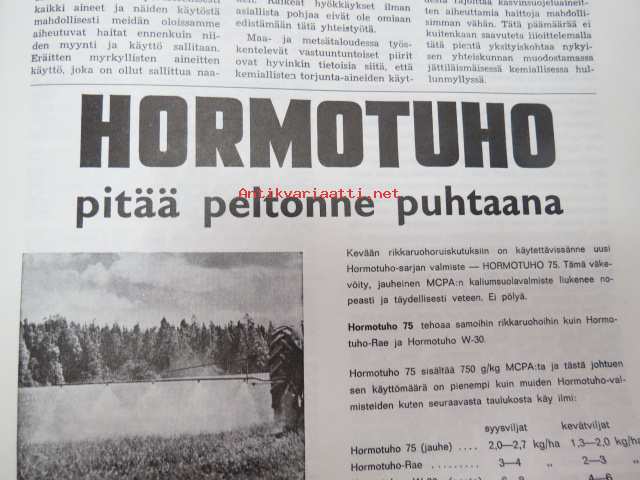 kaikki aineet ja näiden käytöstä
mahdollisesti meidän oloissamme
aiheutuvat haitat ennenkuin nii-
den myynti ja käyttö sallitaan.
Eräitten myrkyllisten aineitten
käyttö, joka on ollut sallittua naa-
den. Raikeat hyökkäykset ilman
asiallista pohjaa eivät ole omiaan
edistämään tätä yhteistyötä.
Maa- ja metsätaloudessa työs-
kentelevät vastuuntuntoiset piirit
ovat hyvinkin tietoisia siitä, että
kemiallisten torjunta-aineiden käyt-
desta rajoittaa kasvinsuojeluainei-
ten aiheuttamia haittoja mahdolli-
simman vähän. Tätä päämäärää ei
kuitenkaan saavuteta liioittelemalla
tätä pientä yksityiskohtaa nykyi-
sen yhteiskunnan muodostamassa
jättiläismäisessä kemiallisessa hul-
lunmyllyssä.
HORMOTUHO
Antikvariaatti.net
pitää peltonne puhtaana
Kevään rikkaruohoruiskutuksiin on käytettävissänne uusi
Hormotuho-sarjan valmiste — HORMOTUHO 75. Tämä väke-
vöity, jauheinen MCPA:n kaliumsuolavalmiste liukenee no-
peasti ja täydellisesti veteen. Ei pölyä.
Hormotuho 75 tehoaa samoihin rikkaruohoihin kuin Hormo-
tuho-Rae ja Hormotuho W-30.
Hormotuho 75 sisältää 750 g/kg MCPA:ta ja tästä johtuen
sen käyttömäärä on pienempi kuin muiden Hormotuho-val-
misteiden kuten seuraavasta taulukosta käy ilmi:
syysviljat kevätviljat
Hormotuho 75 (jauhe) .... 2,0—2,7 kg/ha 1,3—2,0 kg/ha
Hormotuho-Rae ......... 3—4 „ 2—3 „